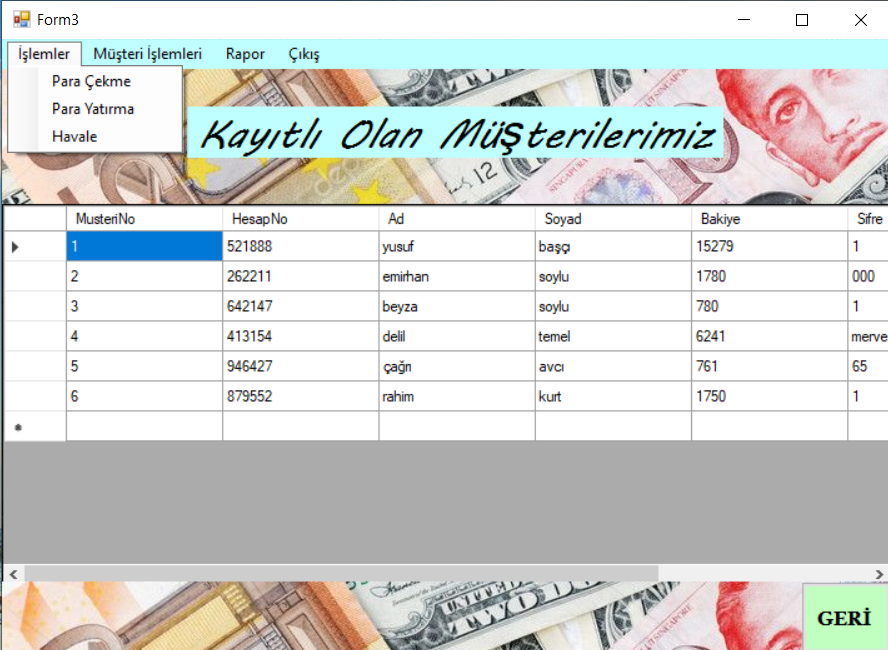 Form3
İşlemler Müşteri İşlemleri Rapor Çıkış
Para Çekme
Para Yatırma
Havale
Kayıtlı Olan Müşterilerimiz
MusteriNo HesapNo Ad Soyad Bakiye Sifre
1 521888 yusuf başçı 15279 1
2 262211 emirhan soylu 1780 000
3 642147 beyza soylu 780 1
4 413154 delil temel 6241 merve
5 946427 çağrı avcı 761 65
6 879552 rahim kurt 1750 1
GERİ